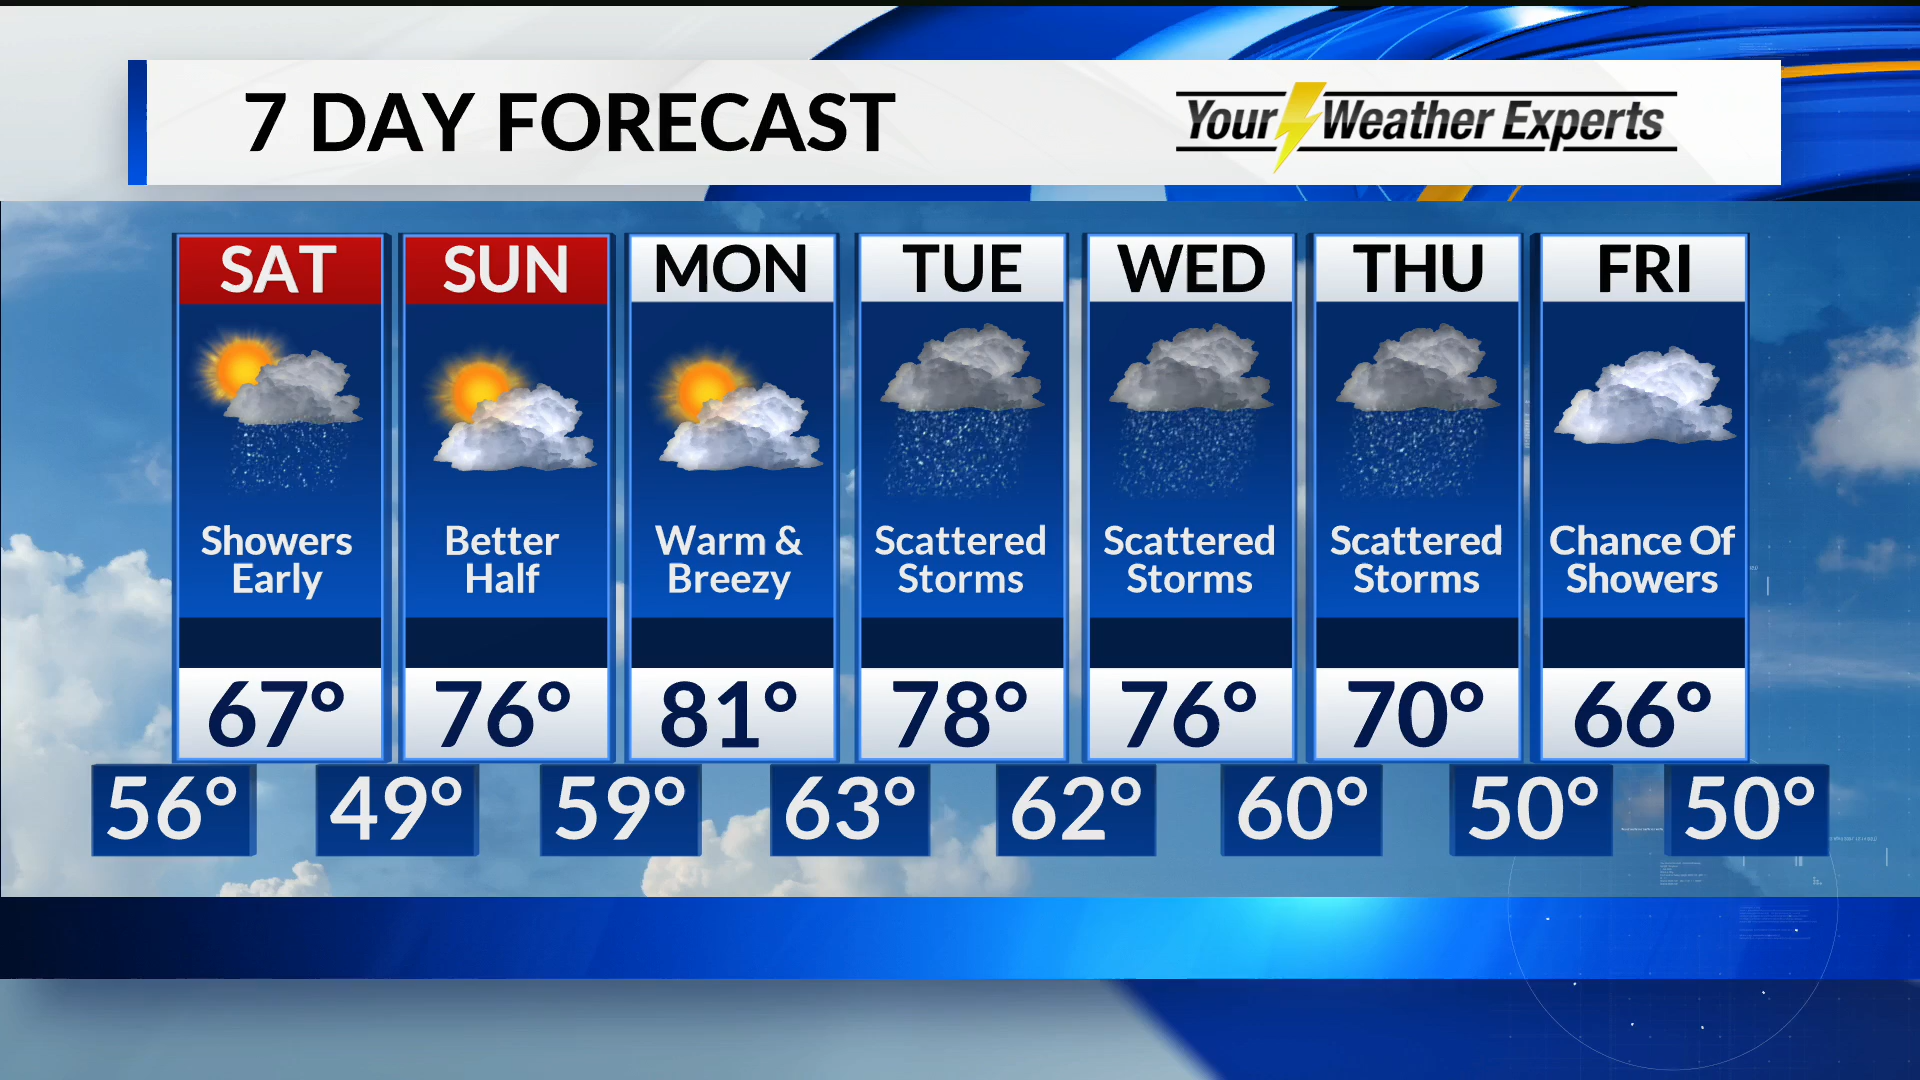 7 DAY FORECAST
Your Weather Experts
SAT
SUN
MON
TUE
WED
THU
FRI
Showers
Early
Better
Half
Warm &
Breezy
Scattered
Storms
Scattered
Storms
Scattered
Storms
Chance Of
Showers
67°
76°
81°
78°
76°
70°
66°
56°
49°
59°
63°
62°
60°
50°
50°